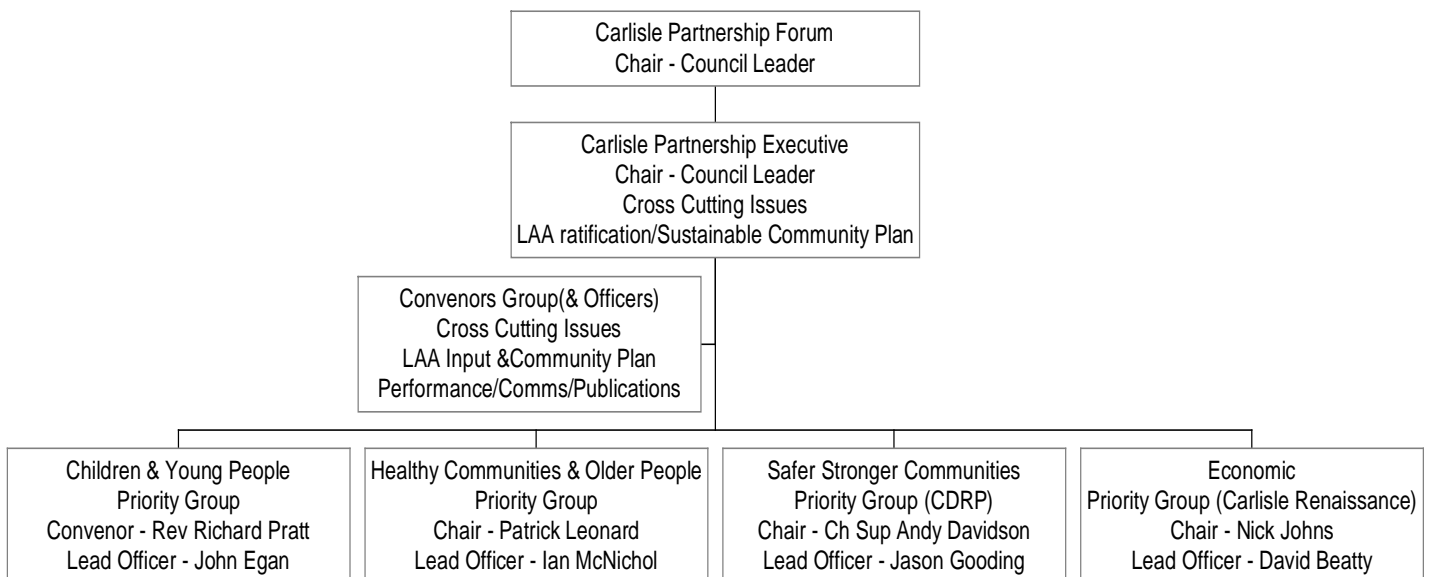 Carlisle Partnership Forum
Chair - Council Leader
Carlisle Partnership Executive
Chair - Council Leader
Cross Cutting Issues
LAA ratification/Sustainable Community Plan
Convenors Group(& Officers)
Cross Cutting Issues
LAA Input &Community Plan
Performance/Comms/Publications
Children & Young People
Priority Group
Convenor - Rev Richard Pratt
Lead Officer - John Egan
Healthy Communities & Older People
Priority Group
Chair - Patrick Leonard
Lead Officer - Ian McNichol
Safer Stronger Communities
Priority Group (CDRP)
Chair - Ch Sup Andy Davidson
Lead Officer - Jason Gooding
Economic
Priority Group (Carlisle Renaissance)
Chair - Nick Johns
Lead Officer - David Beatty